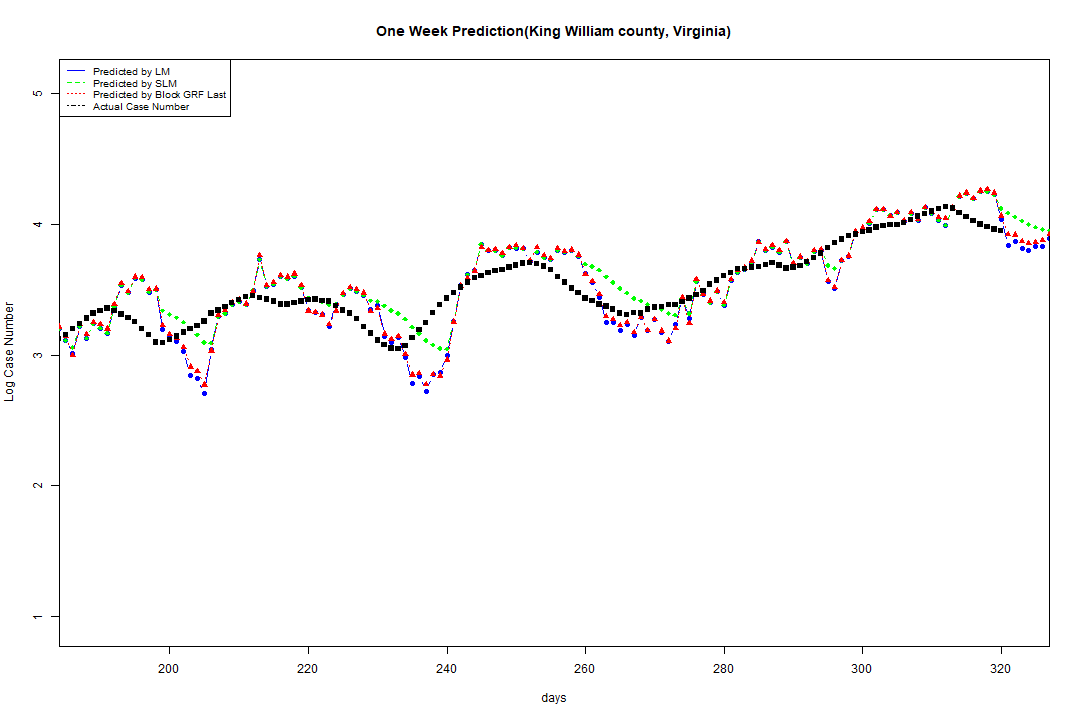 One Week Prediction(King William county, Virginia)
Predicted by LM
Predicted by SLM
Predicted by Block GRF Last
Actual Case Number
5
4
3
2
1
Log Case Number
200 220 240 260 280 300 320
days